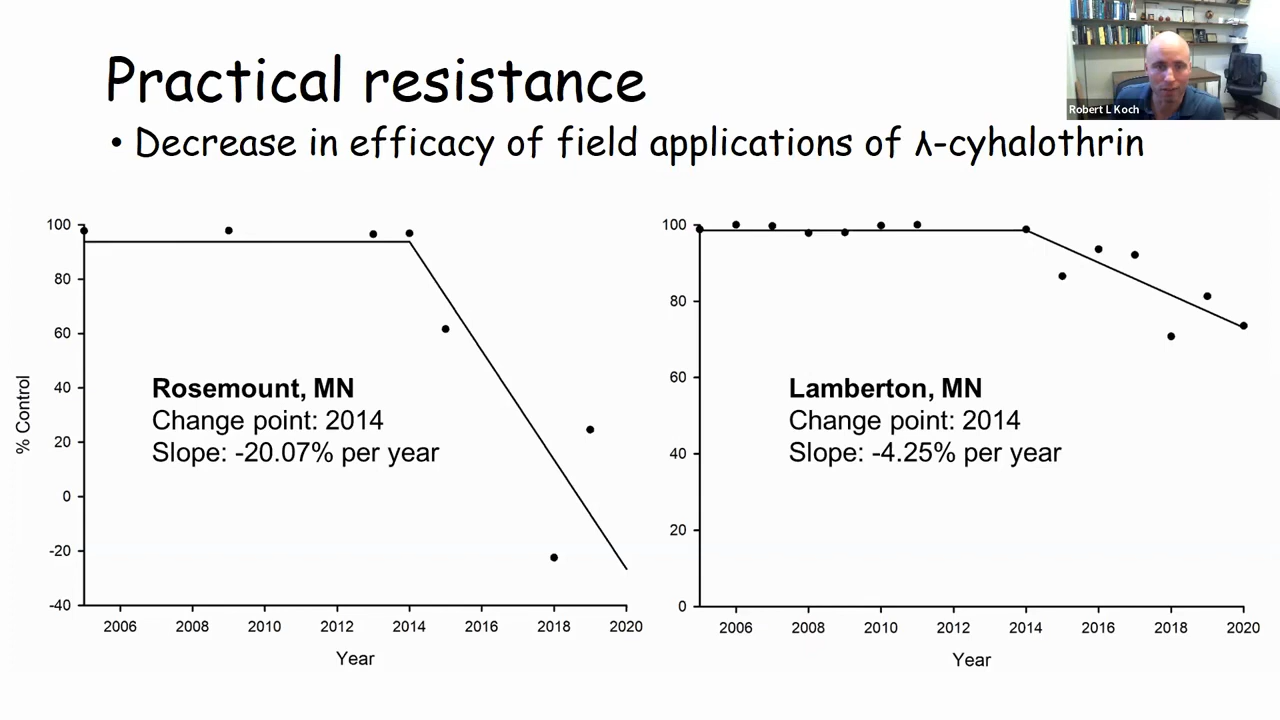 Practical resistance
• Decrease in efficacy of field applications of λ-cyhalothrin
Robert L Koch
100
80
60
40
20
0
-20
-40
% Control
Rosemount, MN
Change point: 2014
Slope: -20.07% per year
2006 2008 2010 2012 2014 2016 2018 2020
Year
100
80
60
40
20
0
Lamberton, MN
Change point: 2014
Slope: -4.25% per year
2006 2008 2010 2012 2014 2016 2018 2020
Year